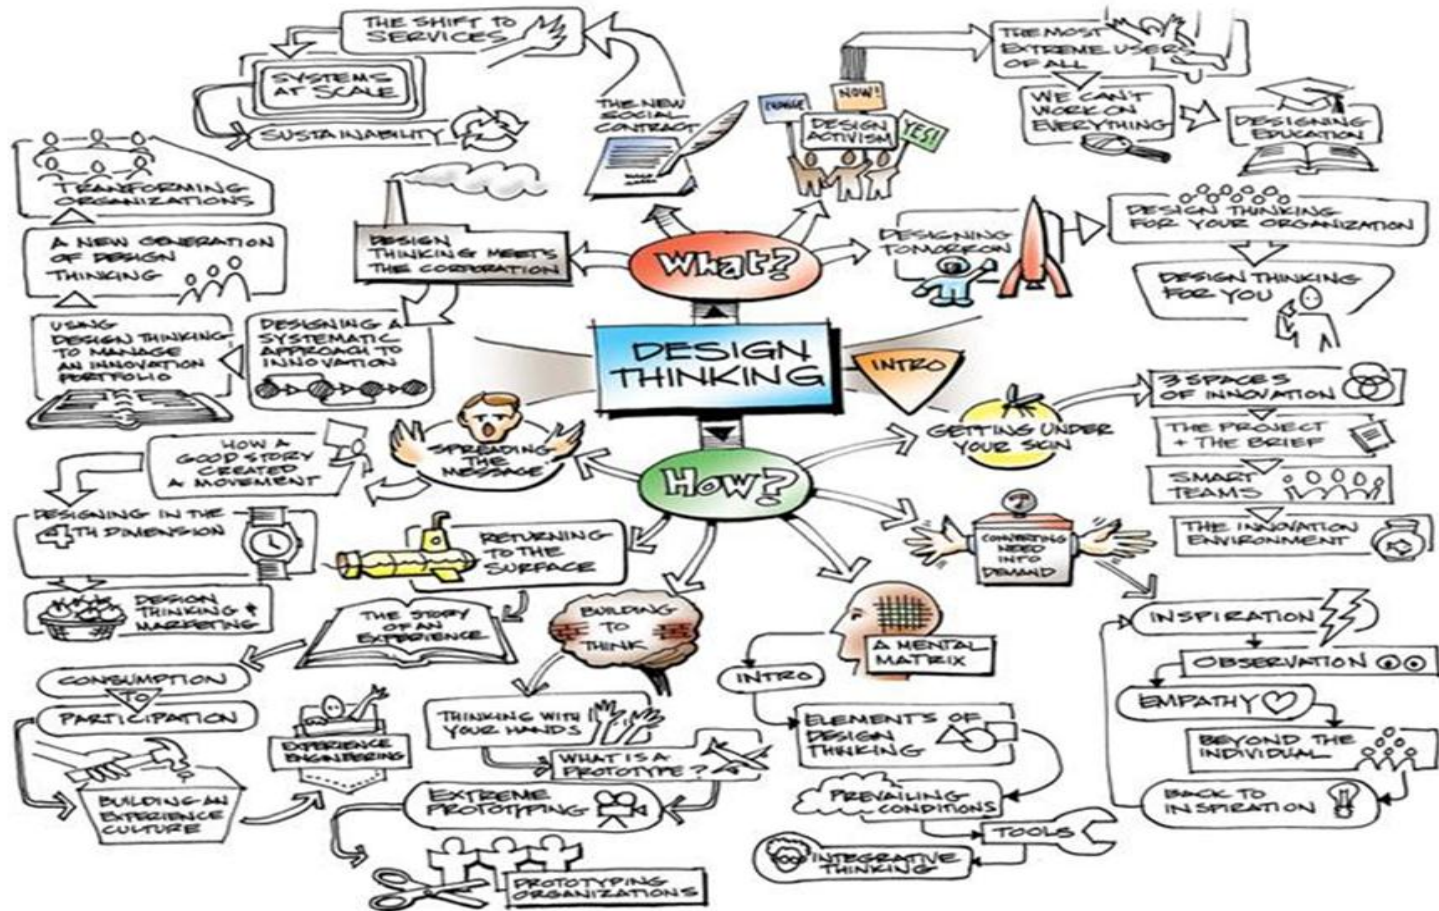 THE SHIFT TO
SERVICES
SYSTEMS
AT SCALE
SUSTAINABILITY
THE NEW
SOCIAL
CONTRACT
CHANGE
NOW!
YES!
DESIGN
ACTIVISM
THE MOST
EXTREME USERS
OF ALL
WE CAN'T
WORK ON
EVERYTHING
DESIGNING
EDUCATION
TRANSFORMING
ORGANIZATIONS
A NEW GENERATION
OF DESIGN
THINKING
USING
DESIGN THINKING
TO MANAGE
AN INNOVATION
PORTFOLIO
DESIGNING A
SYSTEMATIC
APPROACH TO
INNOVATION
DESIGN
THINKING MEETS
THE CORPORATION
What?
DESIGNING
TOMORROW
DESIGN THINKING
FOR YOUR ORGANIZATION
DESIGN THINKING
FOR YOU
DESIGN
THINKING
INTRO
How?
GETTING UNDER
YOUR SKIN
3 SPACES
OF INNOVATION
THE PROJECT
+ THE BRIEF
SMART
TEAMS
THE INNOVATION
ENVIRONMENT
SPREADING
THE
MESSAGE
HOW A
GOOD STORY
CREATED
A MOVEMENT
DESIGNING IN THE
4TH DIMENSION
DESIGN
THINKING +
MARKETING
RETURNING
TO THE
SURFACE
THE STORY
OF AN
EXPERIENCE
CONSUMPTION
TO
PARTICIPATION
BUILDING AN
EXPERIENCE
CULTURE
EXPERIENCE
ENGINEERING
BUILDING
TO
THINK
THINKING WITH
YOUR HANDS
WHAT IS A
PROTOTYPE?
EXTREME
PROTOTYPING
PROTOTYPING
ORGANIZATIONS
A MENTAL
MATRIX
INTRO
ELEMENTS OF
DESIGN
THINKING
PREVAILING
CONDITIONS
TOOLS
INTEGRATIVE
THINKING
CONVERTING
NEED
INTO
DEMAND
INSPIRATION
OBSERVATION
EMPATHY
BEYOND THE
INDIVIDUAL
BACK TO
INSPIRATION